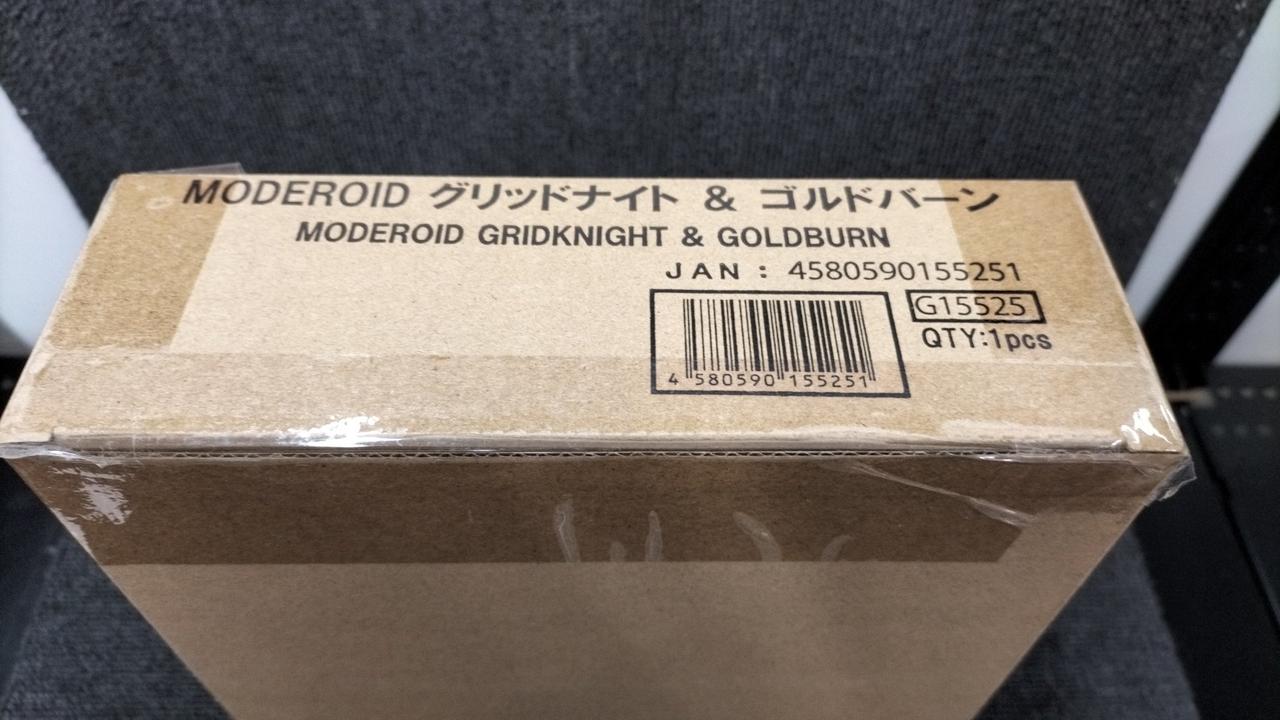 MODEROID グリッドナイト & ゴルドバーン
MODEROID GRIDKNIGHT & GOLDBURN
JAN : 4580590155251
G15525
QTY:1pcs
4 580590 155251